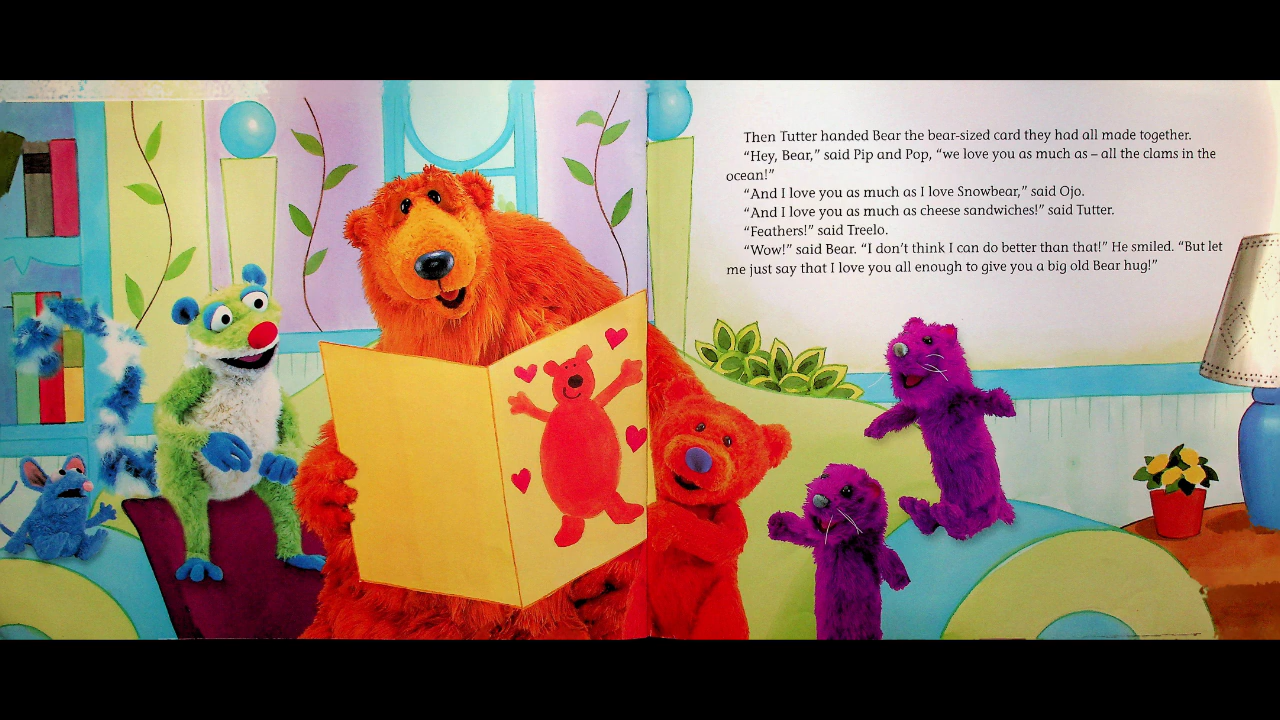 Then Tutter handed Bear the bear-sized card they had all made together.
“Hey, Bear,” said Pip and Pop, “we love you as much as – all the clams in the
ocean!”
“And I love you as much as I love Snowbear,” said Ojo.
“And I love you as much as cheese sandwiches!” said Tutter.
“Feathers!” said Treelo.
“Wow!” said Bear. “I don’t think I can do better than that!” He smiled. “But let
me just say that I love you all enough to give you a big old Bear hug!”